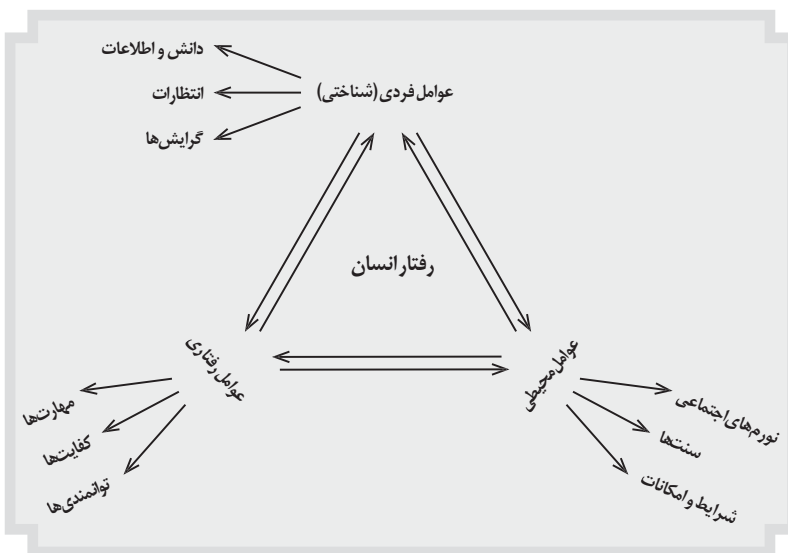 عوامل فردی (شناختی)
دانش و اطلاعات
انتظارات
گرایش‌ها
رفتار انسان
عوامل محیطی
نورم‌های اجتماعی
سنت‌ها
شرایط و امکانات
عوامل رفتاری
مهارت‌ها
کفایت‌ها
توانمندی‌ها